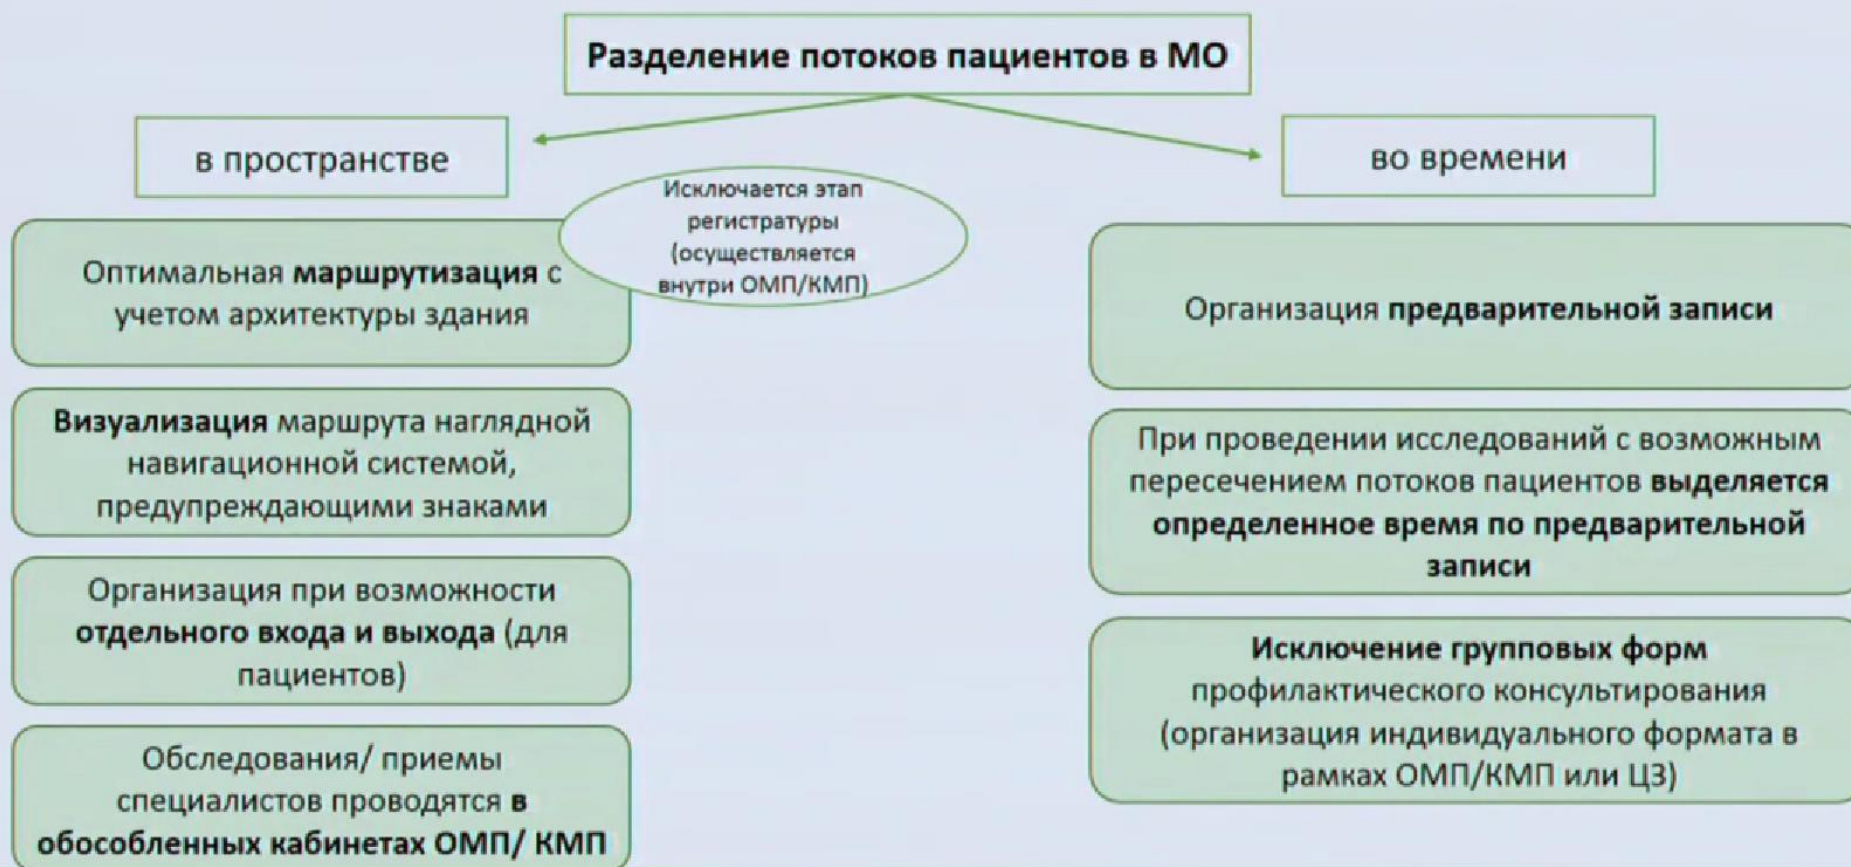 Разделение потоков пациентов в МО
в пространстве
во времени
Исключается этап
регистратуры
(осуществляется
внутри ОМП/КМП)
Оптимальная маршрутизация с
учетом архитектуры здания
Визуализация маршрута наглядной
навигационной системой,
предупреждающими знаками
Организация при возможности
отдельного входа и выхода (для
пациентов)
Обследования/ приемы
специалистов проводятся в
обособленных кабинетах ОМП/ КМП
Организация предварительной записи
При проведении исследований с возможным
пересечением потоков пациентов выделяется
определенное время по предварительной
записи
Исключение групповых форм
профилактического консультирования
(организация индивидуального формата в
рамках ОМП/КМП или ЦЗ)